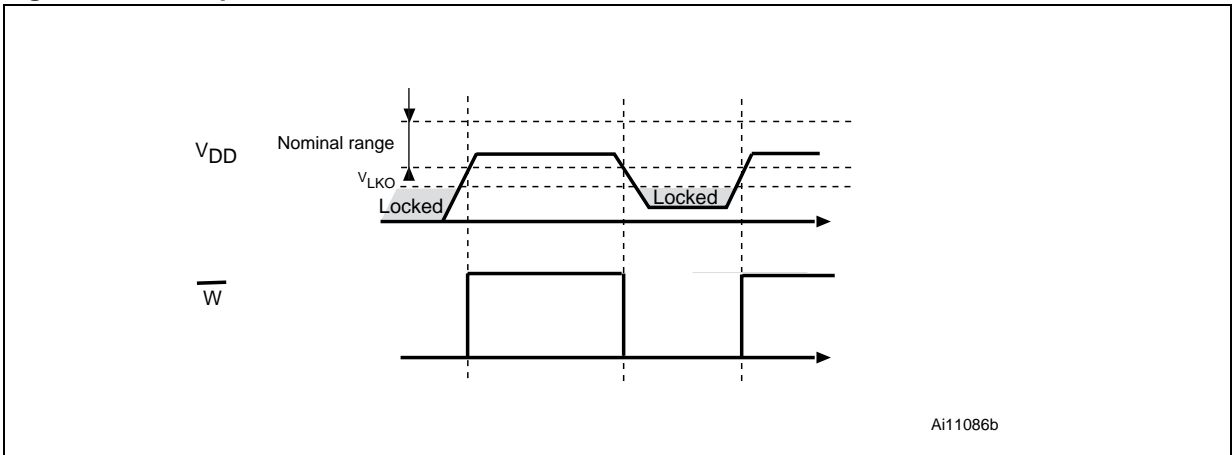 Nominal range
VDD
VLKO
Locked
Locked
W
Ai11086b